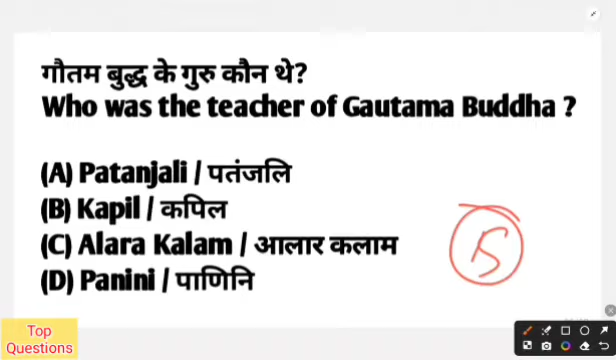 गौतम बुद्ध के गुरु कौन थे?
Who was the teacher of Gautama Buddha ?
(A) Patanjali / पतंजलि
(B) Kapil / कपिल
(C) Alara Kalam / आलार कलाम
(D) Panini / पाणिनि
Top
Questions